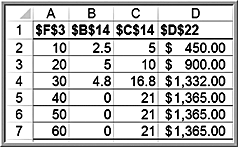 A B C D
1 $F$3 $B$14 $C$14 $D$22
2 10 2.5 5 $ 450.00
3 20 5 10 $ 900.00
4 30 4.8 16.8 $1,332.00
5 40 0 21 $1,365.00
6 50 0 21 $1,365.00
7 60 0 21 $1,365.00